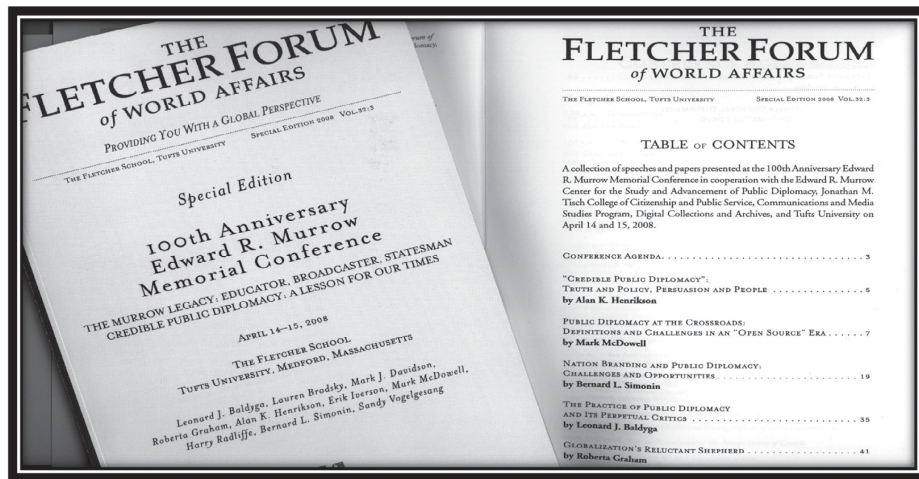 THE
FLETCHER FORUM
of WORLD AFFAIRS
PROVIDING YOU WITH A GLOBAL PERSPECTIVE
THE FLETCHER SCHOOL, TUFTS UNIVERSITY SPECIAL EDITION 2008 VOL.32:3
Special Edition
100th Anniversary
Edward R. Murrow
Memorial Conference
THE MURROW LEGACY: EDUCATOR, BROADCASTER, STATESMAN
CREDIBLE PUBLIC DIPLOMACY: A LESSON FOR OUR TIMES
APRIL 14–15, 2008
THE FLETCHER SCHOOL
TUFTS UNIVERSITY, MEDFORD, MASSACHUSETTS
Leonard J. Baldyga, Lauren Brodsky, Mark J. Davidson,
Roberta Graham, Alan K. Henrikson, Erik Iverson, Mark McDowell,
Harry Radliffe, Bernard L. Simonin, Sandy Vogelgesang
THE
FLETCHER FORUM
of WORLD AFFAIRS
THE FLETCHER SCHOOL, TUFTS UNIVERSITY SPECIAL EDITION 2008 VOL.32:3
TABLE OF CONTENTS
A collection of speeches and papers presented at the 100th Anniversary Edward
R. Murrow Memorial Conference in cooperation with the Edward R. Murrow
Center for the Study and Advancement of Public Diplomacy, Jonathan M.
Tisch College of Citizenship and Public Service, Communications and Media
Studies Program, Digital Collections and Archives, and Tufts University on
April 14 and 15, 2008.
CONFERENCE AGENDA. . . . . . . . . . . . . . . . . . . . 3
"CREDIBLE PUBLIC DIPLOMACY":
TRUTH AND POLICY, PERSUASION AND PEOPLE . . . . . . . . . . 5
by Alan K. Henrikson
PUBLIC DIPLOMACY AT THE CROSSROADS:
DEFINITIONS AND CHALLENGES IN AN "OPEN SOURCE" ERA . . . . . . 7
by Mark McDowell
NATION BRANDING AND PUBLIC DIPLOMACY:
CHALLENGES AND OPPORTUNITIES . . . . . . . . . . . . . . . 19
by Bernard L. Simonin
THE PRACTICE OF PUBLIC DIPLOMACY
AND ITS PERPETUAL CRITICS . . . . . . . . . . . . . . . . 35
by Leonard J. Baldyga
GLOBALIZATION'S RELUCTANT SHEPHERD . . . . . . . . . . . . 41
by Roberta Graham